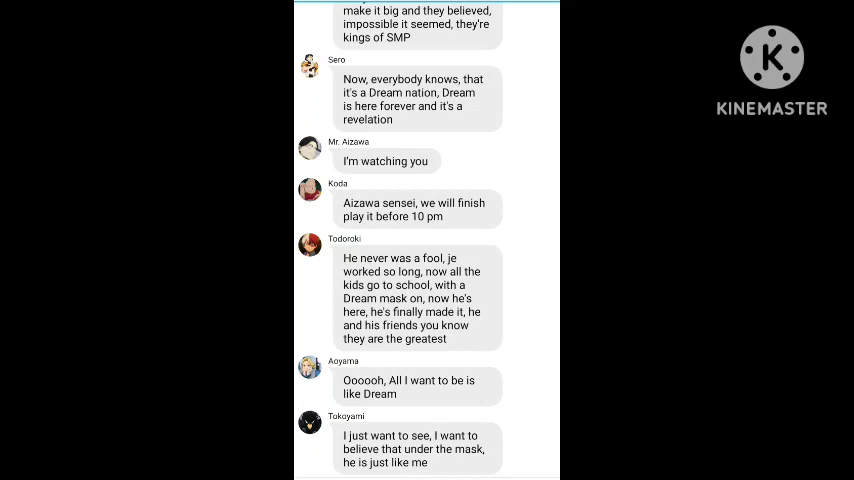 make it big and they believed,
impossible it seemed, they're
kings of SMP
Sero
Now, everybody knows, that
it's a Dream nation, Dream
is here forever and it's a
revelation
Mr. Aizawa
I'm watching you
Koda
Aizawa sensei, we will finish
play it before 10 pm
Todoroki
He never was a fool, je
worked so long, now all the
kids go to school, with a
Dream mask on, now he's
here, he's finally made it, he
and his friends you know
they are the greatest
Aoyama
Oooooh, All I want to be is
like Dream
Tokoyami
I just want to see, I want to
believe that under the mask,
he is just like me
K
KINEMASTER